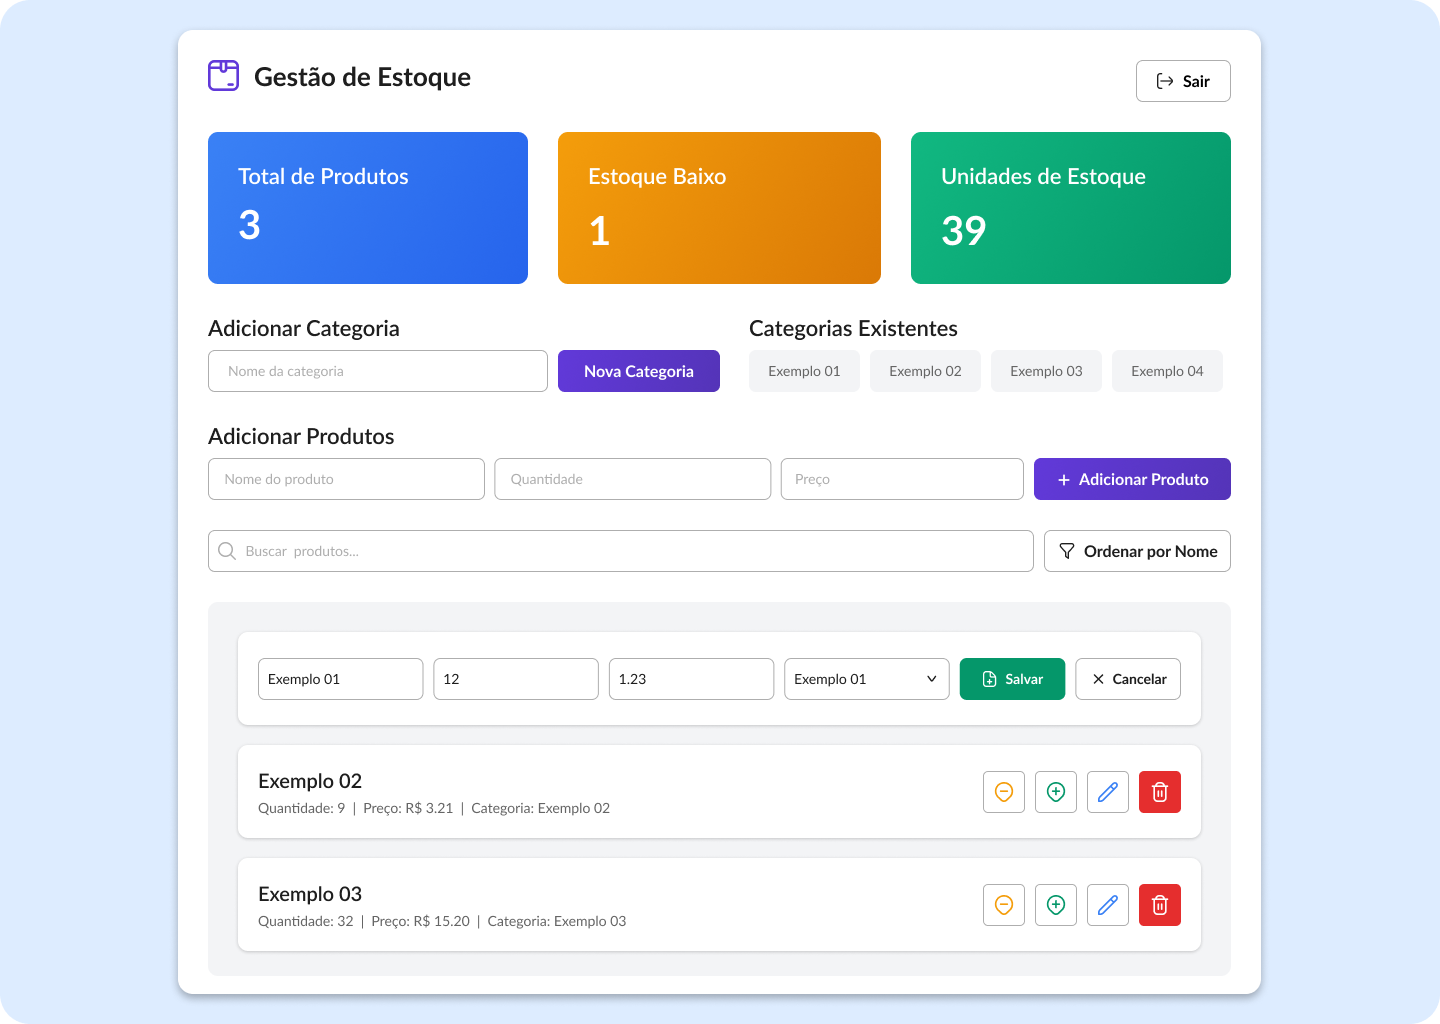 Gestão de Estoque
Sair
Total de Produtos
3
Estoque Baixo
1
Unidades de Estoque
39
Adicionar Categoria
Nome da categoria
Nova Categoria
Categorias Existentes
Exemplo 01
Exemplo 02
Exemplo 03
Exemplo 04
Adicionar Produtos
Nome do produto
Quantidade
Preço
Adicionar Produto
Buscar produtos...
Ordenar por Nome
Exemplo 01
12
1.23
Exemplo 01
Salvar
Cancelar
Exemplo 02
Quantidade: 9 | Preço: R$ 3.21 | Categoria: Exemplo 02
Exemplo 03
Quantidade: 32 | Preço: R$ 15.20 | Categoria: Exemplo 03